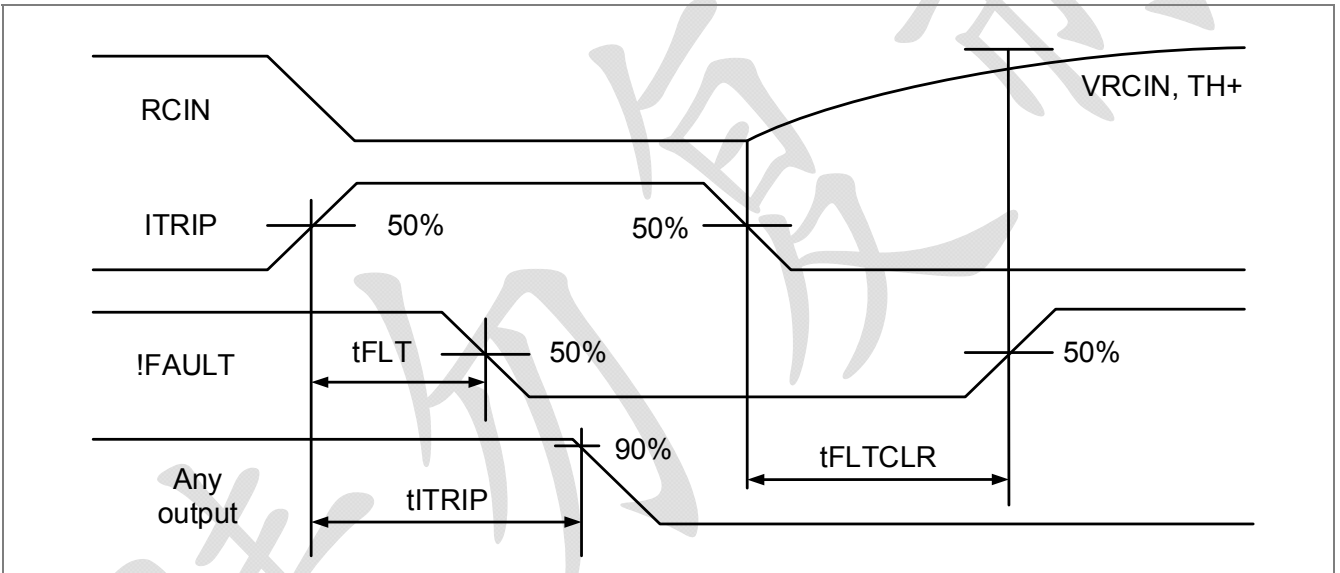 RCIN
VRCIN, TH+
ITRIP
50%
50%
!FAULT
tFLT
50%
50%
Any
output
tITRIP
90%
tFLTCLR